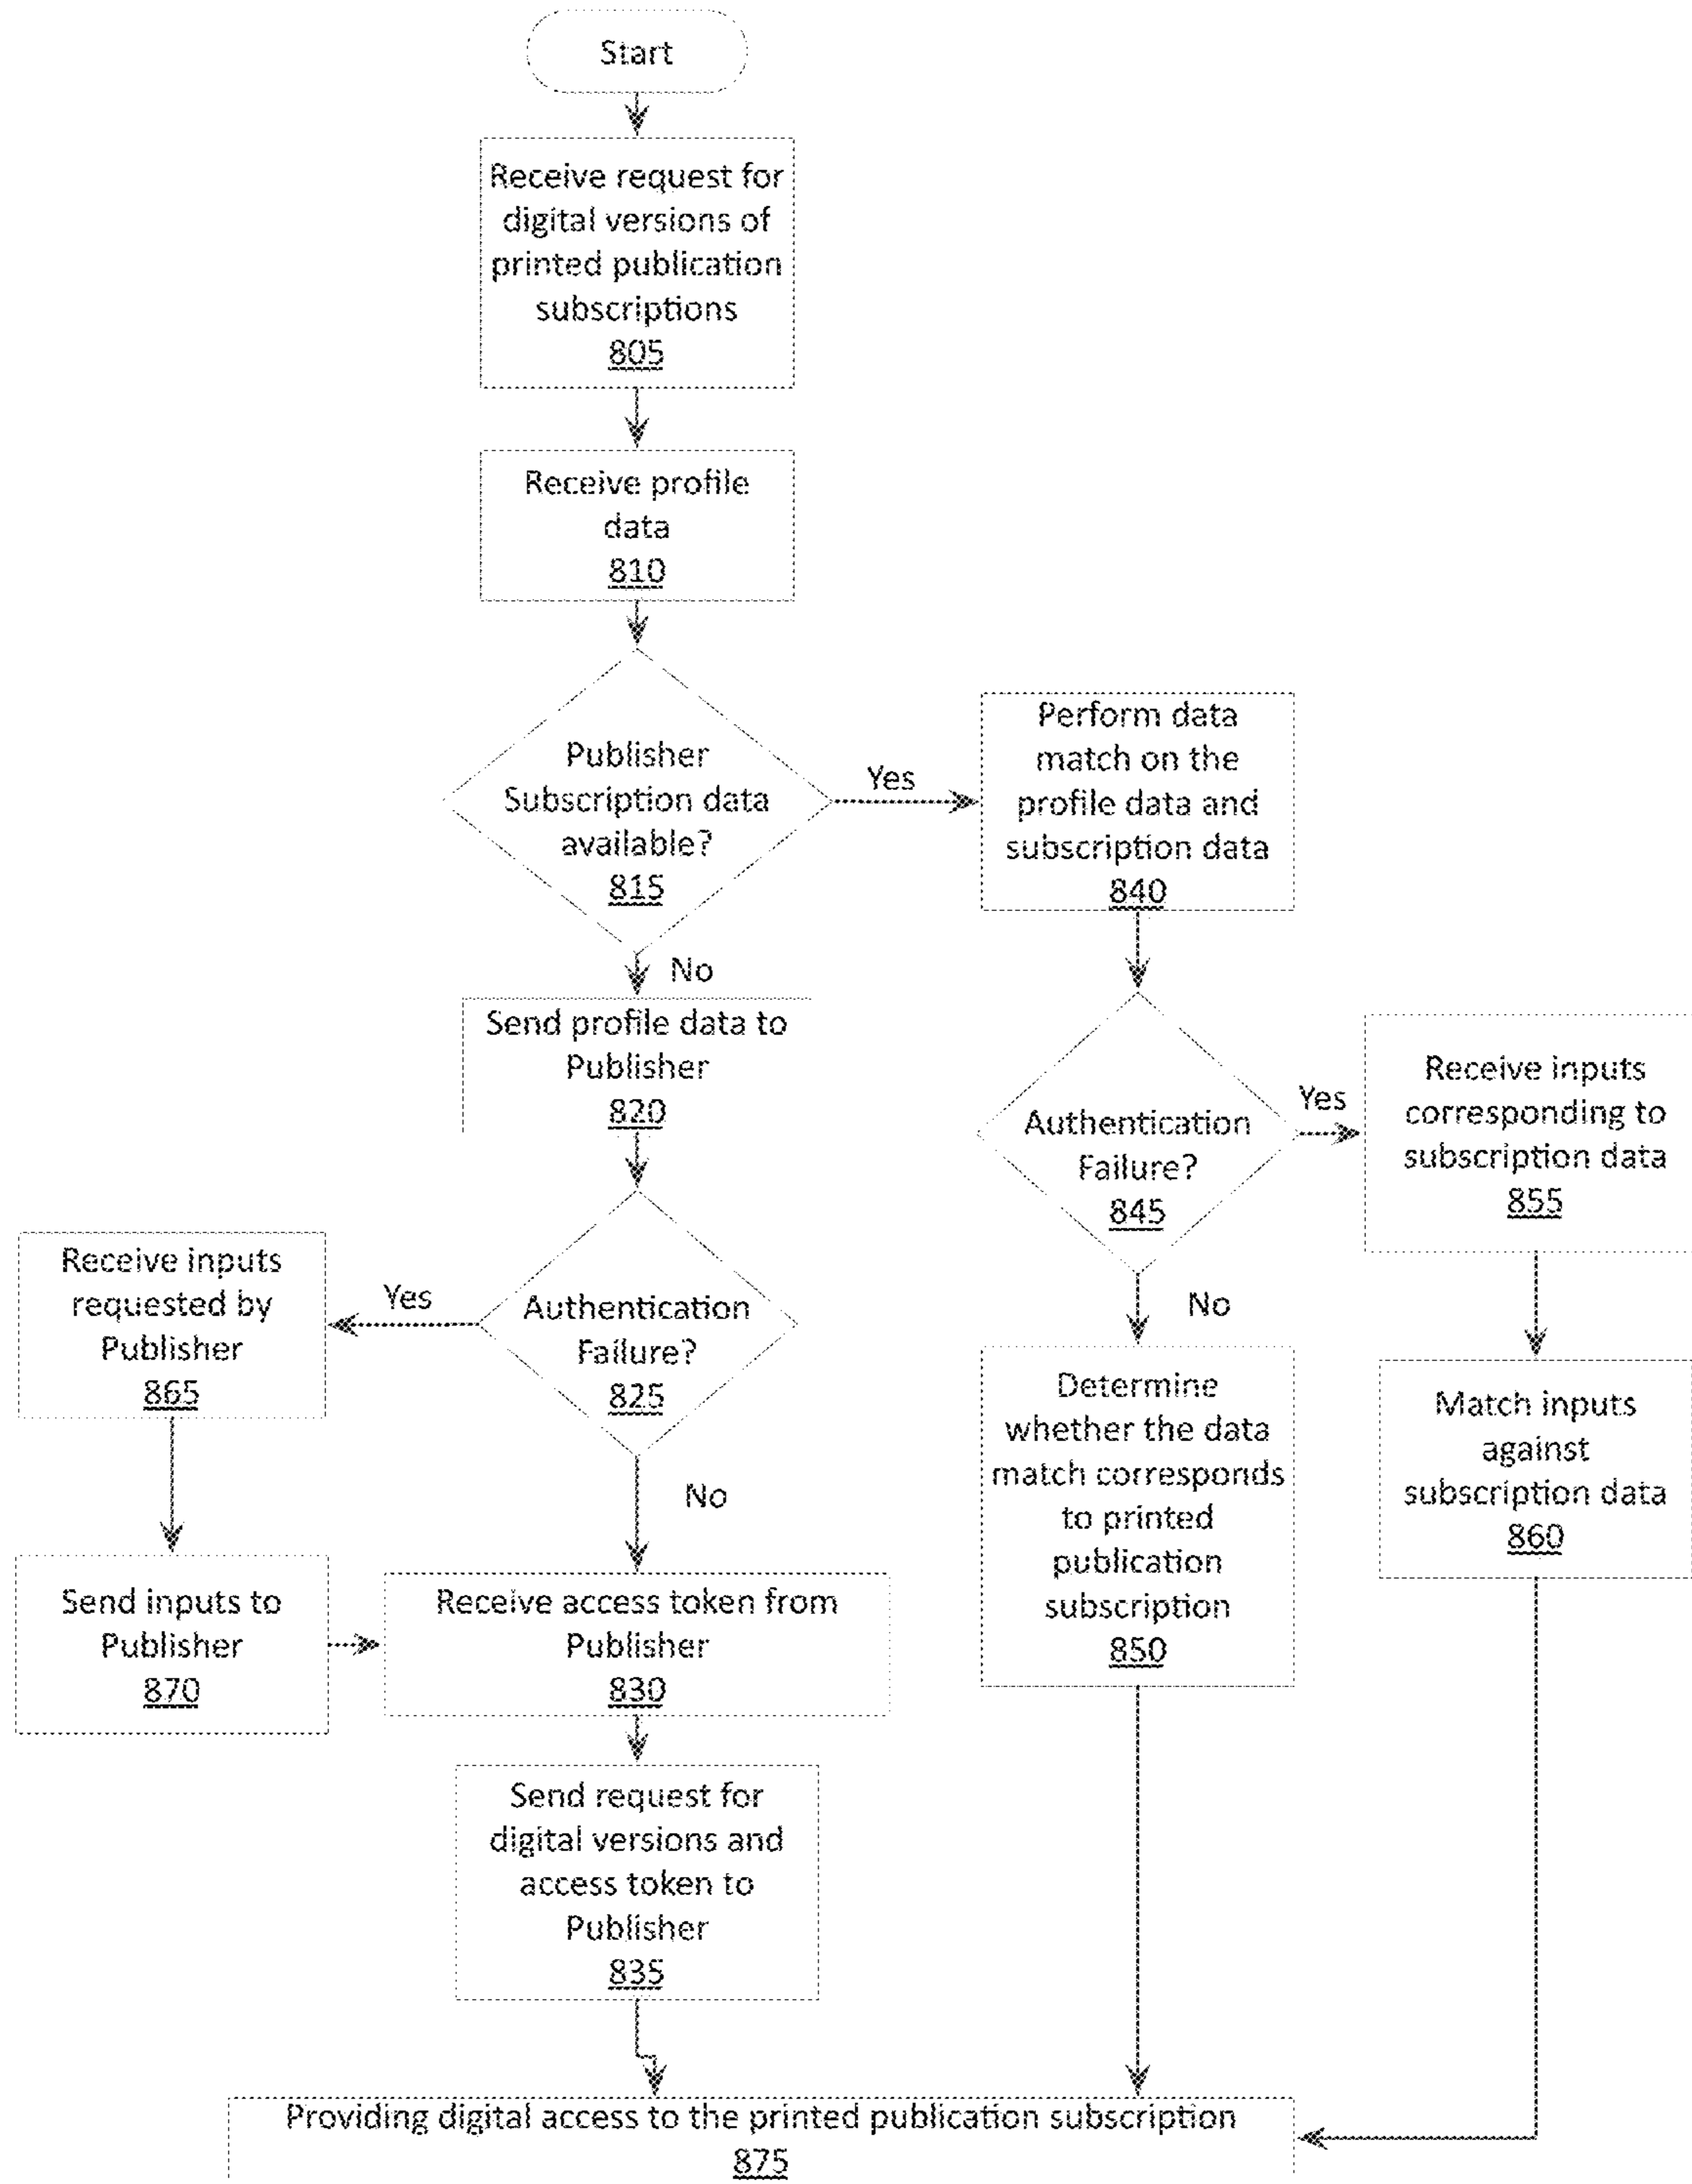 Start
Receive request for
digital versions of
printed publication
subscriptions
805
Receive profile
data
810
Publisher
Subscription data
available?
815
Yes
No
Perform data
match on the
profile data and
subscription data
840
Send profile data to
Publisher
820
Authentication
Failure?
845
Yes
No
Receive inputs
corresponding to
subscription data
855
Authentication
Failure?
825
Yes
No
Receive inputs
requested by
Publisher
865
Determine
whether the data
match corresponds
to printed
publication
subscription
850
Match inputs
against
subscription data
860
Send inputs to
Publisher
870
Receive access token from
Publisher
830
Send request for
digital versions and
access token to
Publisher
835
Providing digital access to the printed publication subscription
875